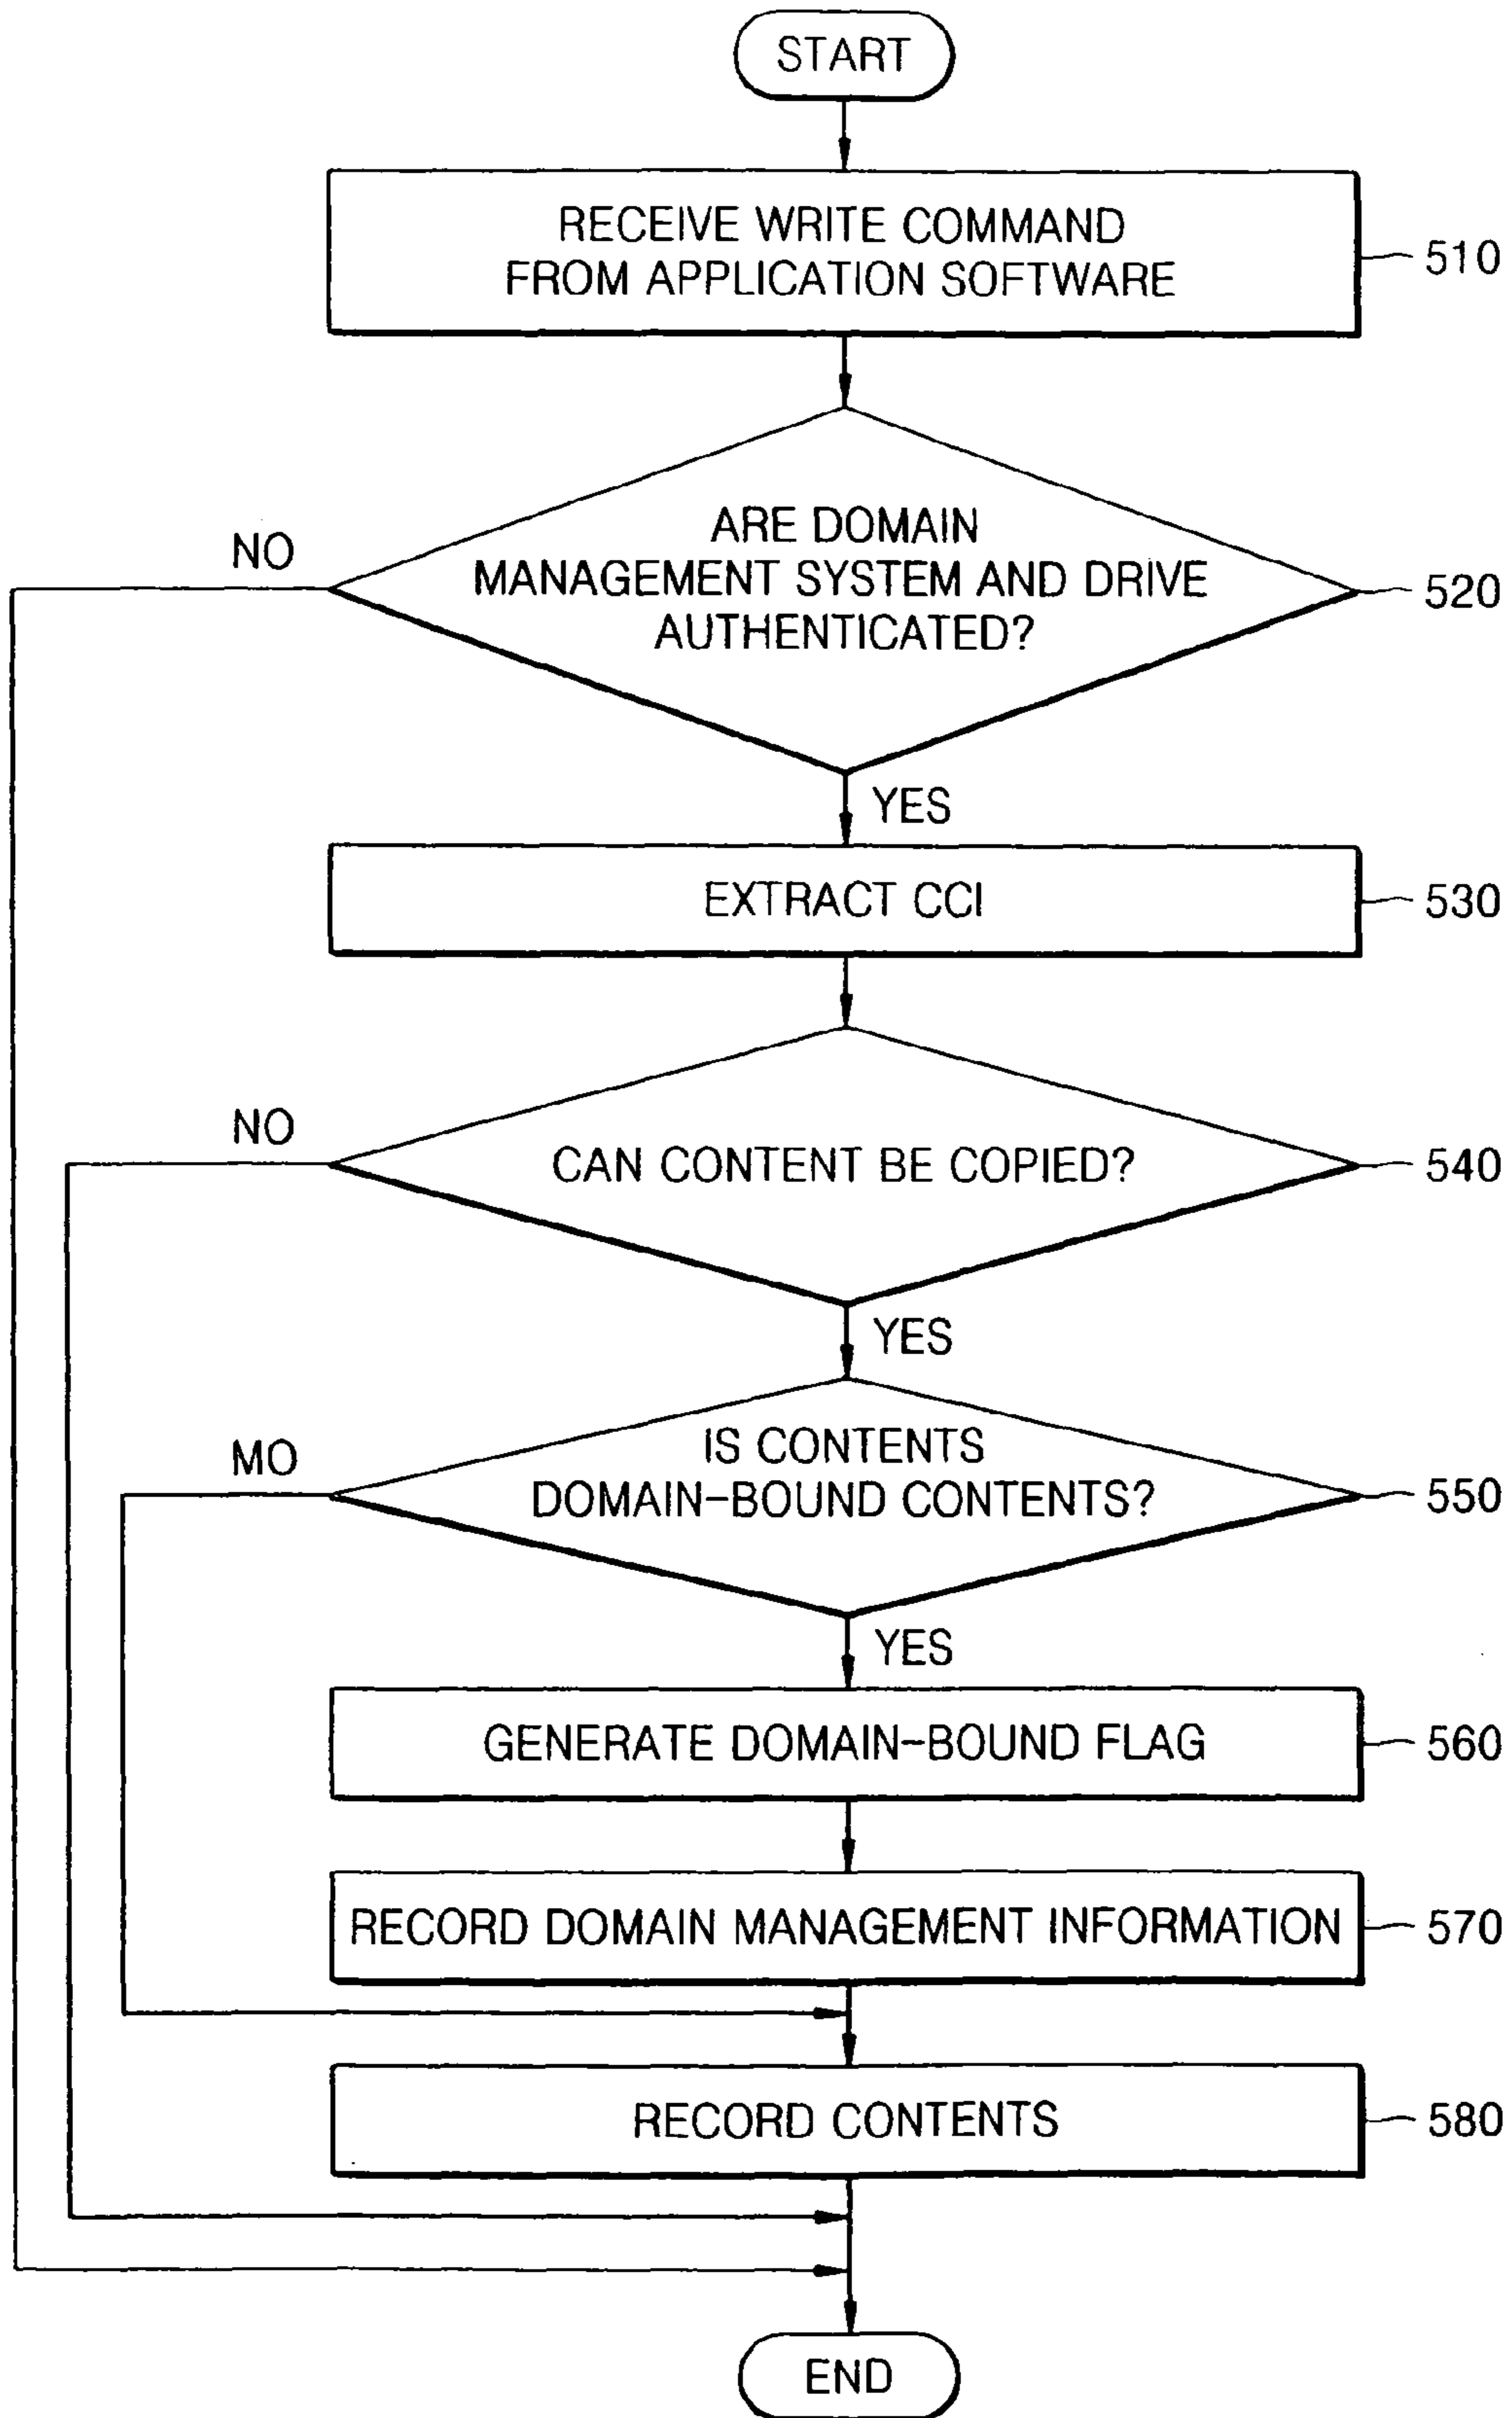 START
RECEIVE WRITE COMMAND
FROM APPLICATION SOFTWARE
510
ARE DOMAIN
MANAGEMENT SYSTEM AND DRIVE
AUTHENTICATED?
520
NO
YES
EXTRACT CCI
530
CAN CONTENT BE COPIED?
540
NO
YES
IS CONTENTS
DOMAIN-BOUND CONTENTS?
550
MO
YES
GENERATE DOMAIN-BOUND FLAG
560
RECORD DOMAIN MANAGEMENT INFORMATION
570
RECORD CONTENTS
580
END